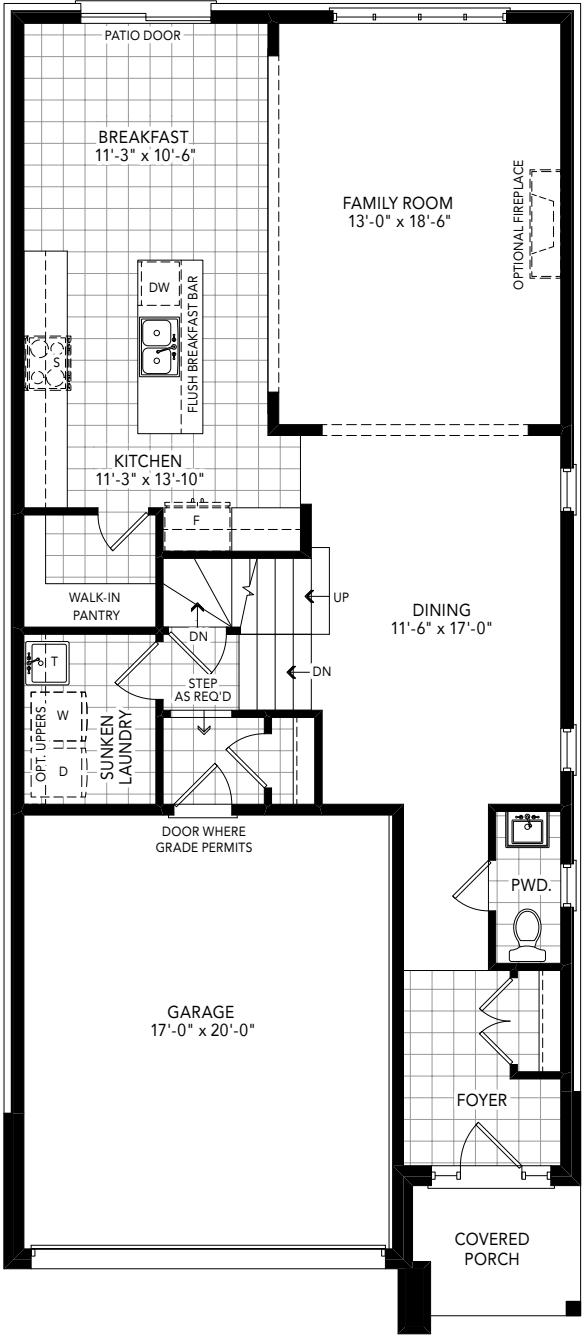 PATIO DOOR
BREAKFAST
11'-3" x 10'-6"
FAMILY ROOM
13'-0" x 18'-6"
OPTIONAL FIREPLACE
DW
FLUSH BREAKFAST BAR
S
KITCHEN
11'-3" x 13'-10"
F
WALK-IN
PANTRY
UP
DINING
11'-6" x 17'-0"
DN
DN
STEP
AS REQ'D
T
W
D
OPT. UPPERS
SUNKEN
LAUNDRY
DOOR WHERE
GRADE PERMITS
PWD.
GARAGE
17'-0" x 20'-0"
FOYER
COVERED
PORCH